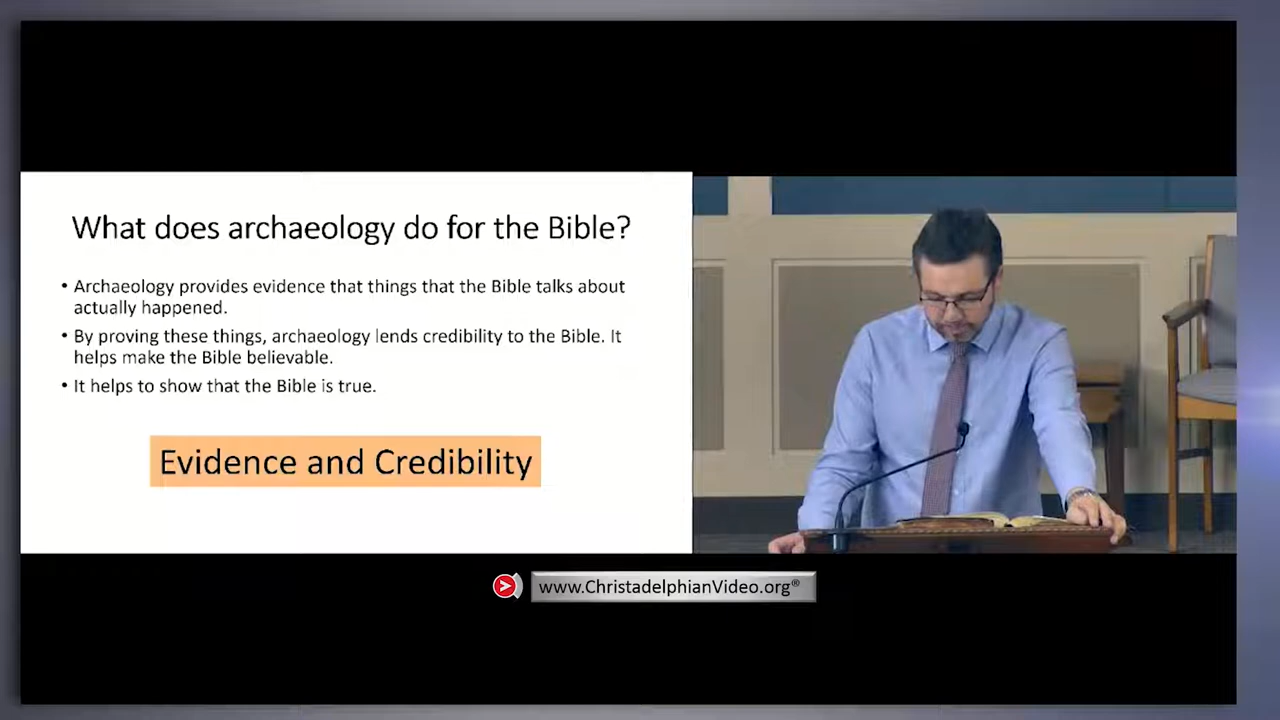 What does archaeology do for the Bible?
• Archaeology provides evidence that things that the Bible talks about
actually happened.
• By proving these things, archaeology lends credibility to the Bible. It
helps make the Bible believable.
• It helps to show that the Bible is true.
Evidence and Credibility
www.ChristadelphianVideo.org®